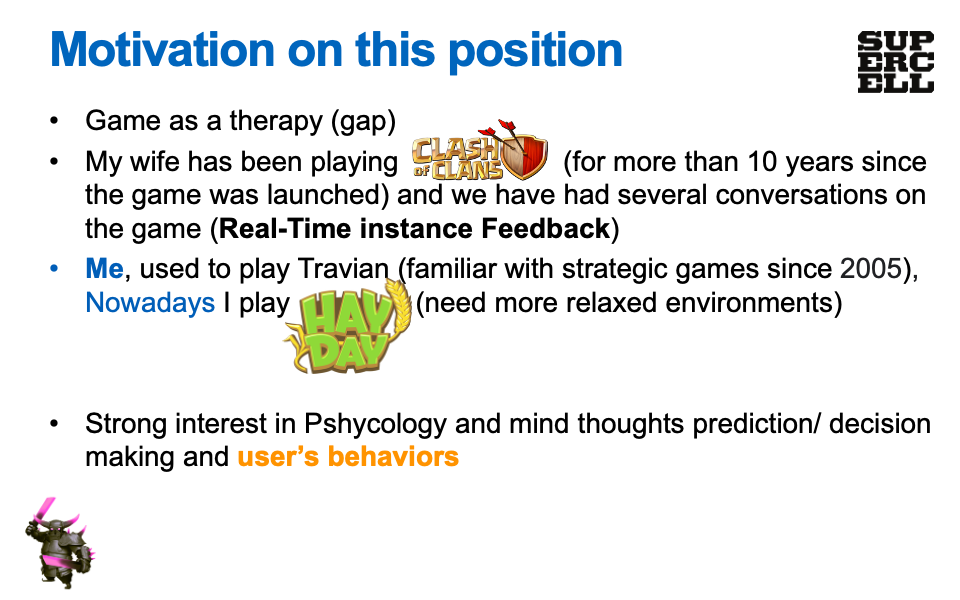 Motivation on this position
SUP
ERC
ELL
• Game as a therapy (gap)
• My wife has been playing CLASH OF CLANS (for more than 10 years since
the game was launched) and we have had several conversations on
the game (Real-Time instance Feedback)
• Me, used to play Travian (familiar with strategic games since 2005),
Nowadays I play HAY DAY (need more relaxed environments)
• Strong interest in Pshycology and mind thoughts prediction/ decision
making and user’s behaviors